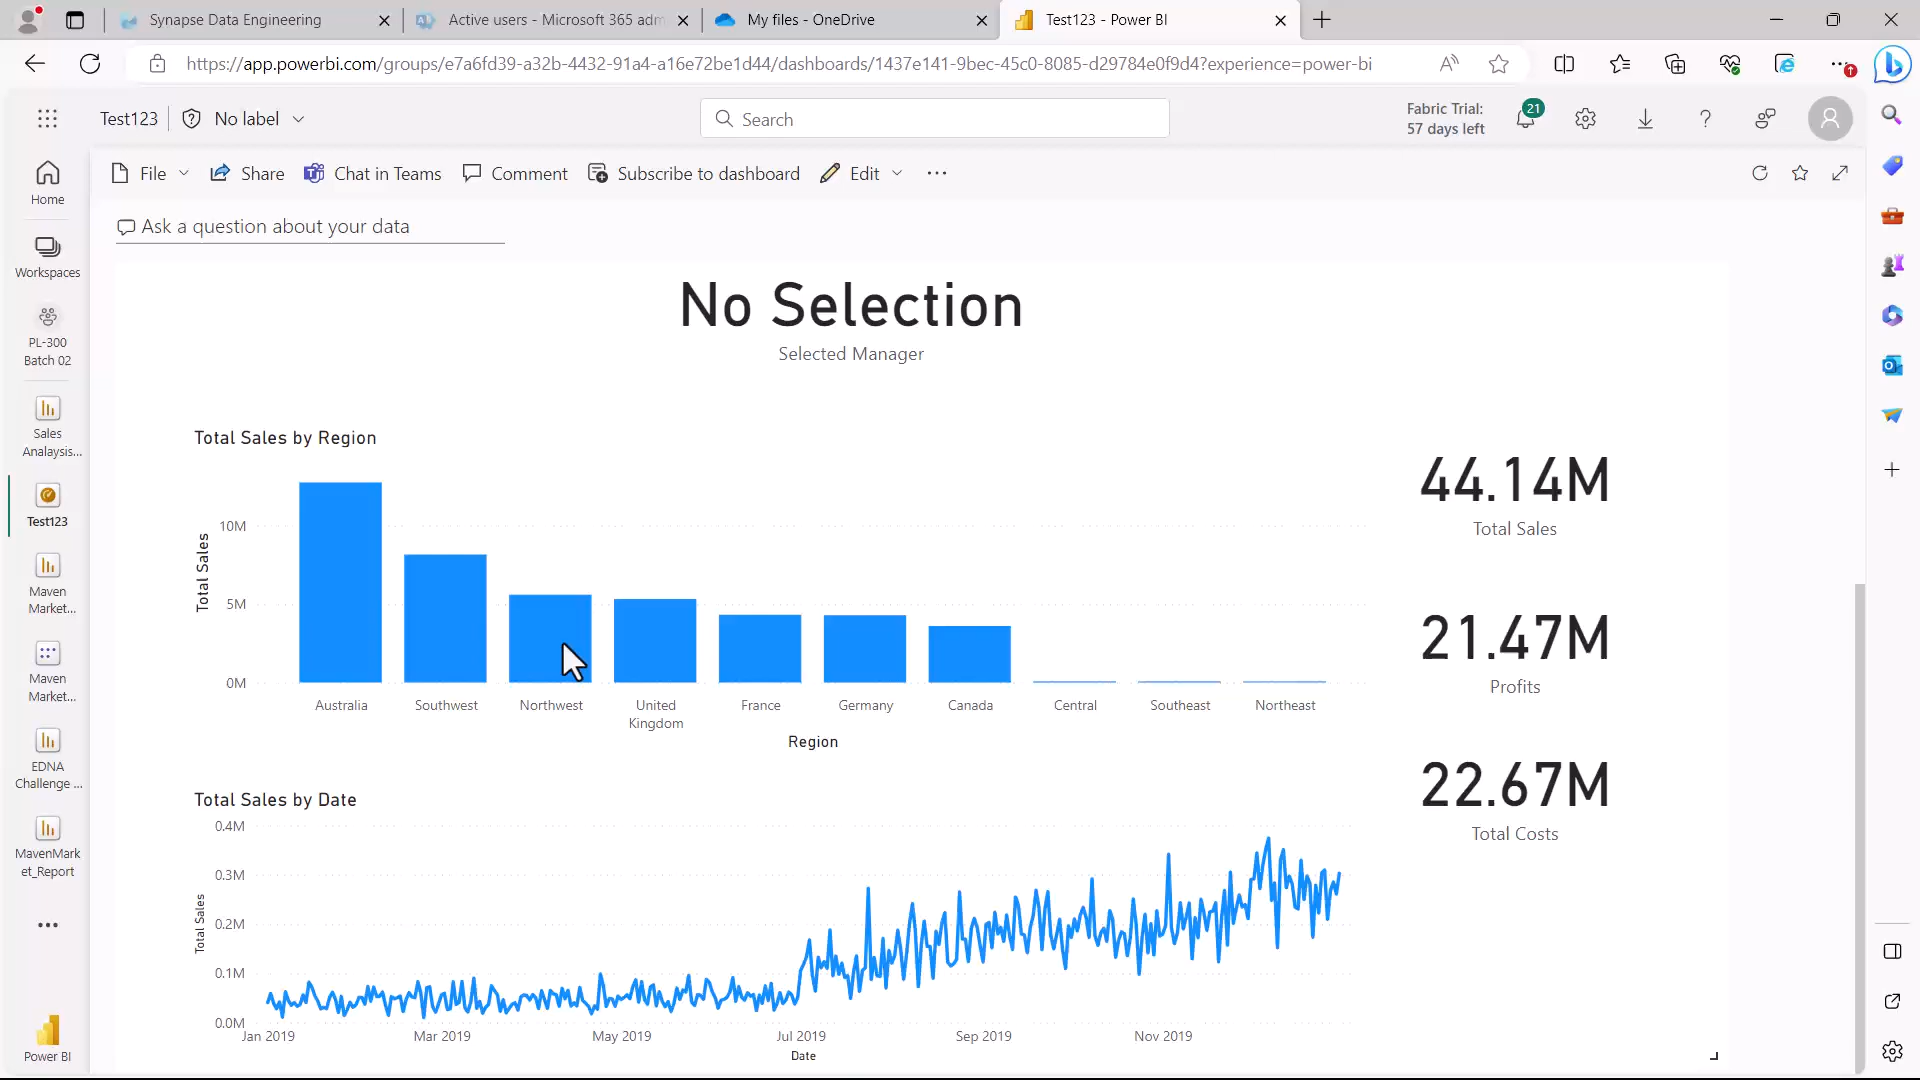 Synapse Data Engineering
Active users - Microsoft 365 adm
My files - OneDrive
Test123 - Power BI
https://app.powerbi.com/groups/e7a6fd39-a32b-4432-91a4-a16e72be1d44/dashboards/1437e141-9bec-45c0-8085-d29784e0f9d4?experience=power-bi
Test123
No label
Search
Fabric Trial:
57 days left
21
File
Share
Chat in Teams
Comment
Subscribe to dashboard
Edit
Home
Workspaces
PL-300
Batch 02
Sales
Analaysis...
Test123
Maven
Market...
Maven
Market...
EDNA
Challenge ...
MavenMark
et_Report
Power BI
Ask a question about your data
No Selection
Selected Manager
Total Sales by Region
Total Sales
10M
5M
0M
Australia
Southwest
Northwest
United
Kingdom
France
Germany
Canada
Central
Southeast
Northeast
Region
44.14M
Total Sales
21.47M
Profits
22.67M
Total Costs
Total Sales by Date
Total Sales
0.4M
0.3M
0.2M
0.1M
0.0M
Jan 2019
Mar 2019
May 2019
Jul 2019
Sep 2019
Nov 2019
Date